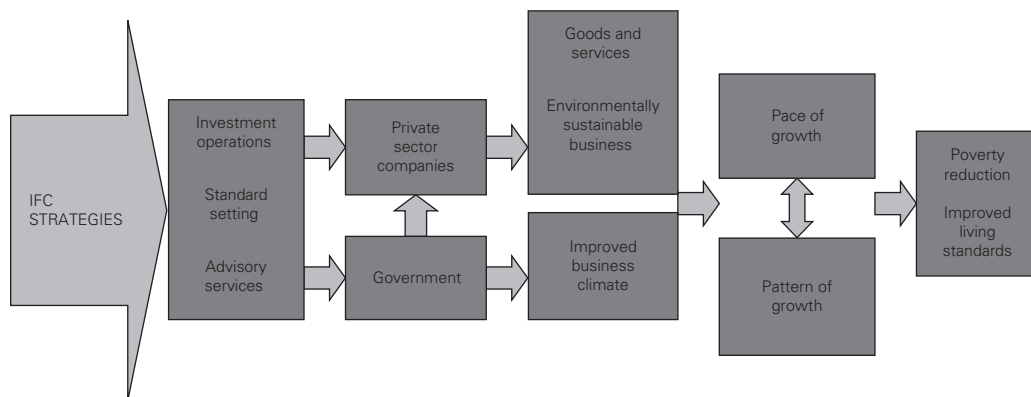 IFC
STRATEGIES
Investment
operations
Standard
setting
Advisory
services
Private
sector
companies
Government
Goods and
services
Environmentally
sustainable
business
Improved
business
climate
Pace of
growth
Pattern of
growth
Poverty
reduction
Improved
living
standards